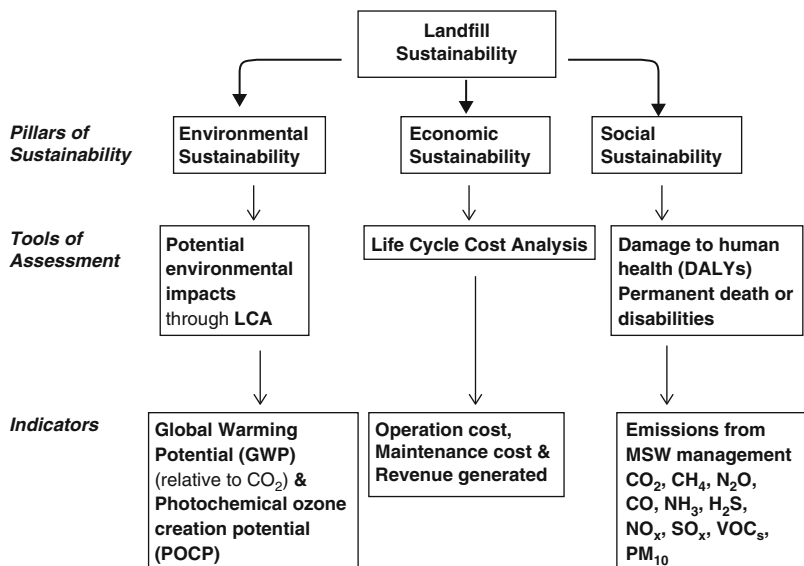 Landfill
Sustainability
Pillars of
Sustainability
Environmental
Sustainability
Economic
Sustainability
Social
Sustainability
Tools of
Assessment
Potential
environmental
impacts
through LCA
Life Cycle Cost Analysis
Damage to human
health (DALYs)
Permanent death or
disabilities
Indicators
Global Warming
Potential (GWP)
(relative to CO₂) &
Photochemical ozone
creation potential
(POCP)
Operation cost,
Maintenance cost &
Revenue generated
Emissions from
MSW management
CO₂, CH₄, N₂O,
CO, NH₃, H₂S,
NOₓ, SOₓ, VOCₛ,
PM₁₀